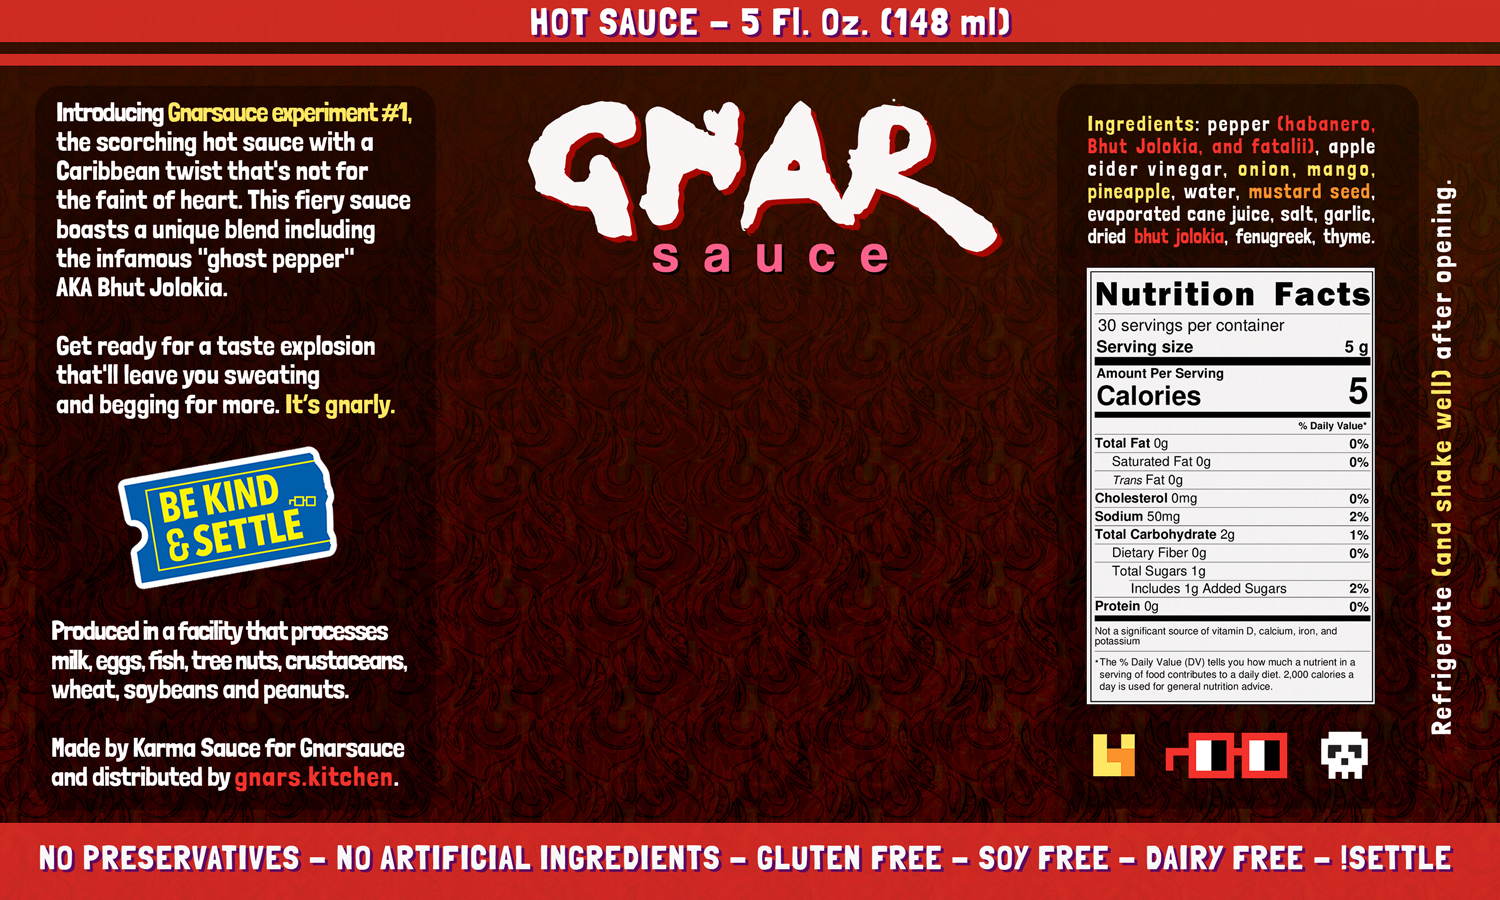 HOT SAUCE – 5 Fl. Oz. (148 ml)
Introducing Gnarsauce experiment #1,
the scorching hot sauce with a
Caribbean twist that's not for
the faint of heart. This fiery sauce
boasts a unique blend including
the infamous "ghost pepper"
AKA Bhut Jolokia.
Get ready for a taste explosion
that'll leave you sweating
and begging for more. It's gnarly.
BE KIND
& SETTLE
Produced in a facility that processes
milk, eggs, fish, tree nuts, crustaceans,
wheat, soybeans and peanuts.
Made by Karma Sauce for Gnarsauce
and distributed by gnars.kitchen.
GNAR
sauce
Ingredients: pepper (habanero,
Bhut Jolokia, and fatalii), apple
cider vinegar, onion, mango,
pineapple, water, mustard seed,
evaporated cane juice, salt, garlic,
dried bhut jolokia, fenugreek, thyme.
Nutrition Facts
30 servings per container
Serving size 5 g
Amount Per Serving
Calories 5
% Daily Value*
Total Fat 0g 0%
Saturated Fat 0g 0%
Trans Fat 0g
Cholesterol 0mg 0%
Sodium 50mg 2%
Total Carbohydrate 2g 1%
Dietary Fiber 0g 0%
Total Sugars 1g
Includes 1g Added Sugars 2%
Protein 0g 0%
Not a significant source of vitamin D, calcium, iron, and
potassium
*The % Daily Value (DV) tells you how much a nutrient in a
serving of food contributes to a daily diet. 2,000 calories a
day is used for general nutrition advice.
Refrigerate (and shake well) after opening.
NO PRESERVATIVES – NO ARTIFICIAL INGREDIENTS – GLUTEN FREE – SOY FREE – DAIRY FREE – !SETTLE